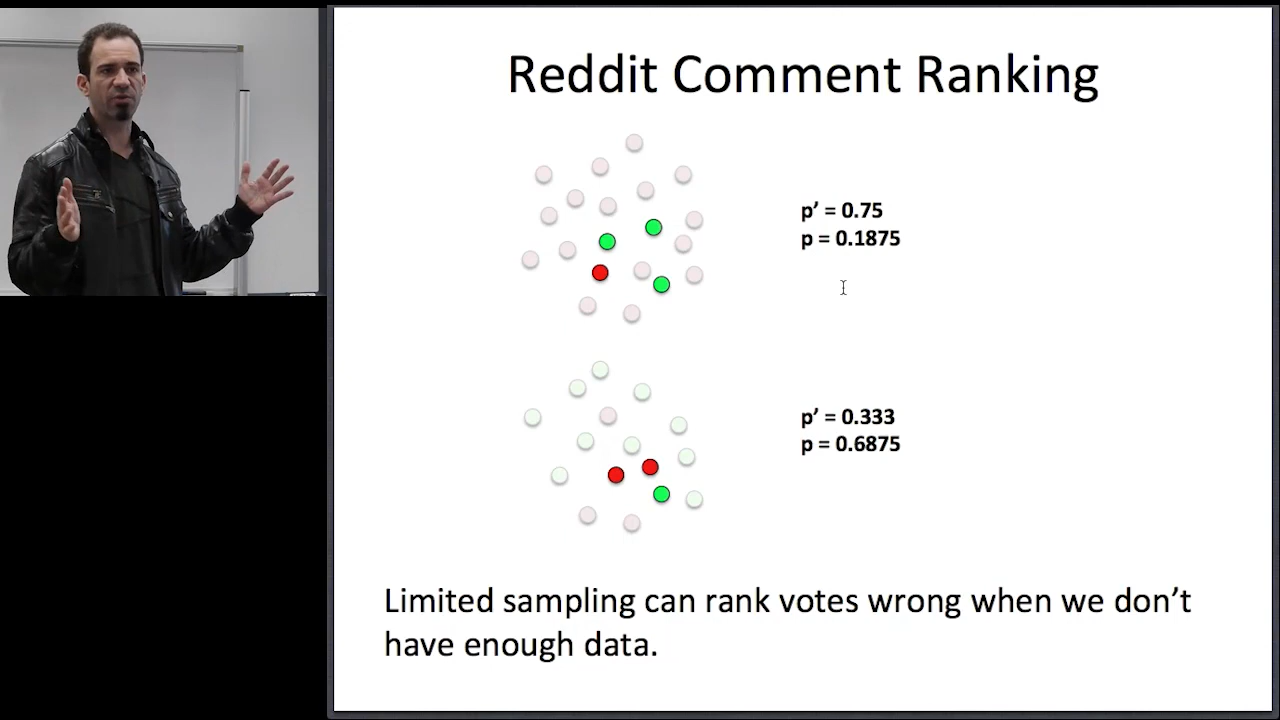 Reddit Comment Ranking
p’ = 0.75
p = 0.1875
p’ = 0.333
p = 0.6875
Limited sampling can rank votes wrong when we don’t
have enough data.